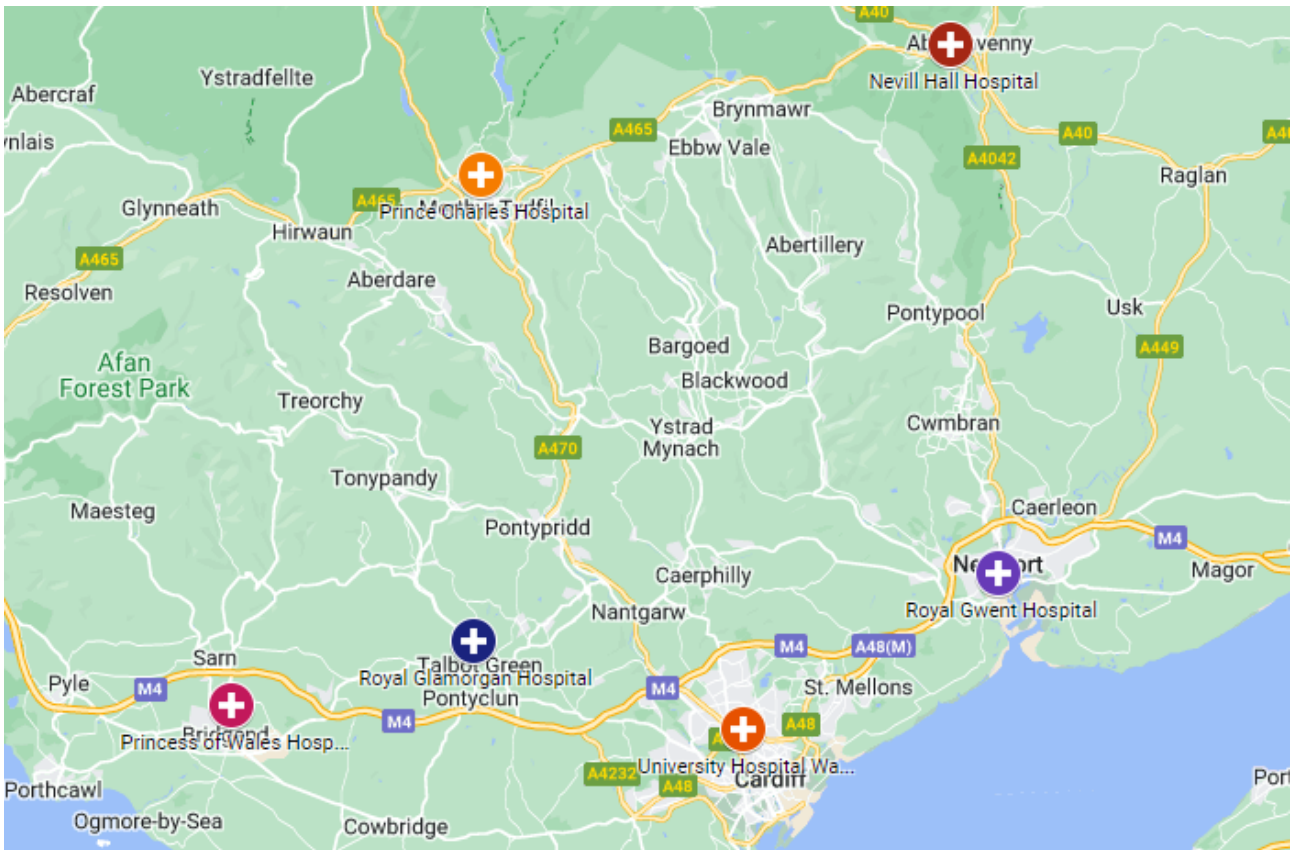 A40
Nevill Hall Hospital
Ystradfellte
Abercraf
Brynmawr
A465
A40
Ebbw Vale
A4042
Raglan
Glynneath
A465
Prince Charles Hospital
Hirwaun
Abertillery
A465
Aberdare
Resolven
Usk
Pontypool
Bargoed
A449
Afan
Forest Park
Blackwood
Treorchy
Ystrad
Mynach
Cwmbran
A470
Tonypandy
Maesteg
Pontypridd
Caerleon
M4
Caerphilly
Magor
Nantgarw
Royal Gwent Hospital
Sarn
M4
A48(M)
Talbot Green
Royal Glamorgan Hospital
Pyle
M4
Pontyclun
M4
St. Mellons
M4
A48
Princess of Wales Hosp...
University Hospital Wa...
A4232
A48
Cardiff
Porthcawl
Ogmore-by-Sea
Cowbridge